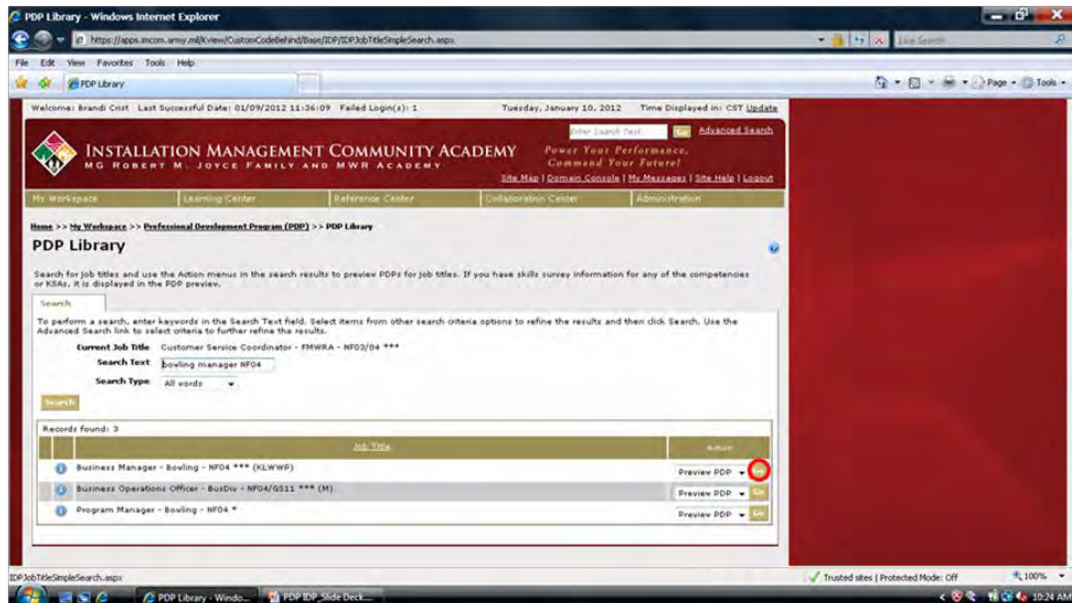 PDP Library - Windows Internet Explorer
https://apps.imcom.army.mil/Kview/CustomCodeBehind/Base/IDP/IDPJobTitleSimpleSearch.aspx
Live Search
File Edit View Favorites Tools Help
PDP Library
Page Tools
Welcome: Brandi Crist Last Successful Date: 01/09/2012 11:36:09 Failed Login(s): 1 Tuesday, January 10, 2012 Time Displayed in: CST Update
Enter Search Text Go Advanced Search
INSTALLATION MANAGEMENT COMMUNITY ACADEMY
MG ROBERT M. JOYCE FAMILY AND MWR ACADEMY
Power Your Performance,
Command Your Future!
Site Map | Domain Console | My Messages | Site Help | Logout
My Workspace Learning Center Reference Center Collaboration Center Administration
Home >> My Workspace >> Professional Development Program (PDP) >> PDP Library
PDP Library
Search for job titles and use the Action menus in the search results to preview PDPs for job titles. If you have skills survey information for any of the competencies
or KSAs, it is displayed in the PDP preview.
Search
To perform a search, enter keywords in the Search Text field. Select items from other search criteria options to refine the results and then click Search. Use the
Advanced Search link to select criteria to further refine the results.
Current Job Title Customer Service Coordinator - FMWRA - NF03/04 ***
Search Text bowling manager NF04
Search Type All words
Search
Records found: 3
Job Title Action
Business Manager - Bowling - NF04 *** (KLWWP) Preview PDP Go
Business Operations Officer - BusDiv - NF04/GS11 *** (M) Preview PDP Go
Program Manager - Bowling - NF04 * Preview PDP Go
IDPJobTitleSimpleSearch.aspx
Trusted sites | Protected Mode: Off 100%
PDP Library - Windo... PDP IDP_Slide Deck... 10:24 AM